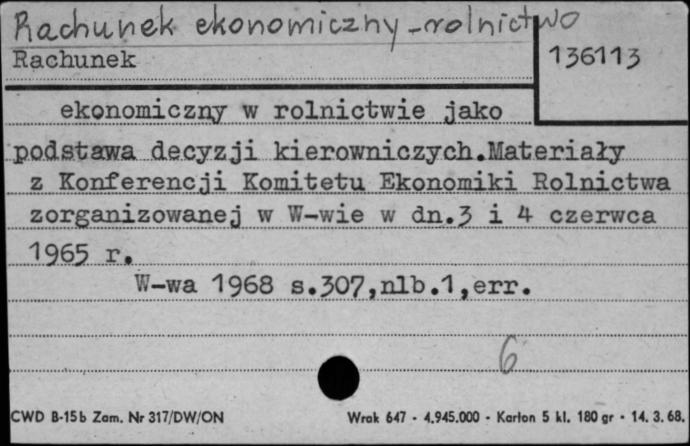 Rachunek ekonomiczny - rolnictwo
Rachunek
136113
ekonomiczny w rolnictwie jako
podstawa decyzji kierowniczych.Materiały
z Konferencji Komitetu Ekonomiki Rolnictwa
zorganizowanej w W-wie w dn.3 i 4 czerwca
1965 r.
W-wa 1968 s.307,nlb.1,err.
6
CWD B-15b Zam. Nr 317/DW/ON
Wrak 647 · 4.945.000 · Karton 5 kl. 180 gr · 14. 3. 68.